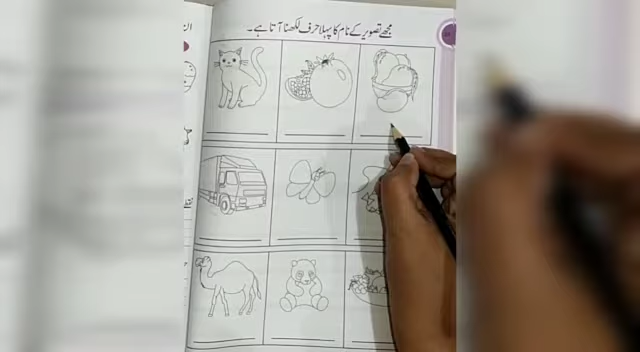 مجھے تصویر کے نام کا پہلا حرف لکھنا آتا ہے۔